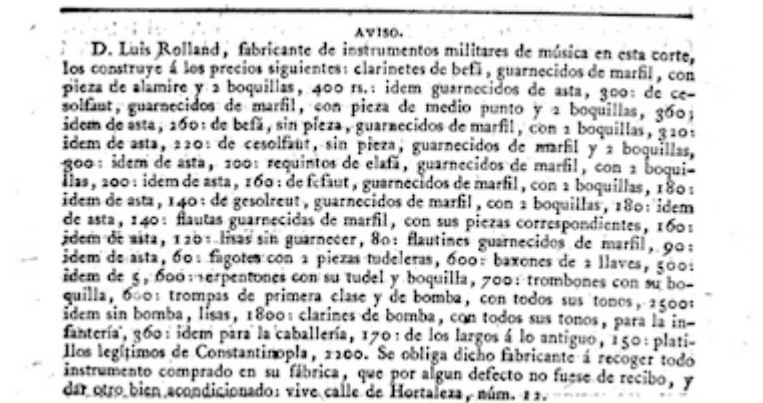 AVISO.
D. Luis Rolland, fabricante de instrumentos militares de música en esta corte,
los construye á los precios siguientes: clarinetes de befá, guarnecidos de marfil, con
pieza de alamire y 2 boquillas, 400 rs.: idem guarnecidos de asta, 300: de ce-
solfaut, guarnecidos de marfil, con pieza de medio punto y 2 boquillas, 360;
idem de asta, 260: de befá, sin pieza, guarnecidos de marfil, con 2 boquillas, 320:
idem de asta, 220: de cesolfaut, sin pieza, guarnecidos de marfil y 2 boquillas,
300: idem de asta, 200: requintos de elafá, guarnecidos de marfil, con 2 boqui-
llas, 200: idem de asta, 160: de fefaut, guarnecidos de marfil, con 2 boquillas, 180:
idem de asta, 140: de gesolreut, guarnecidos de marfil, con 2 boquillas, 180: idem
de asta, 140: flautas guarnecidas de marfil, con sus piezas correspondientes, 160:
idem de asta, 120: lisas sin guarnecer, 80: flautines guarnecidos de marfil, 90:
idem de asta, 60: fagotes con 2 piezas tudeleras, 600: baxones de 2 llaves, 500:
idem de 5, 600: serpentones con su tudel y boquilla, 700: trombones con su bo-
quilla, 600: trompas de primera clase y de bomba, con todos sus tonos, 2500:
idem sin bomba, lisas, 1800: clarines de bomba, con todos sus tonos, para la in-
fantería, 360: idem para la caballería, 170: de los largos á lo antiguo, 150: plati-
llos legítimos de Constantinopla, 2200. Se obliga dicho fabricante á recoger todo
instrumento comprado en su fábrica, que por algun defecto no fuese de recibo, y
dar otro bien acondicionado: vive calle de Hortaleza, núm. 12.